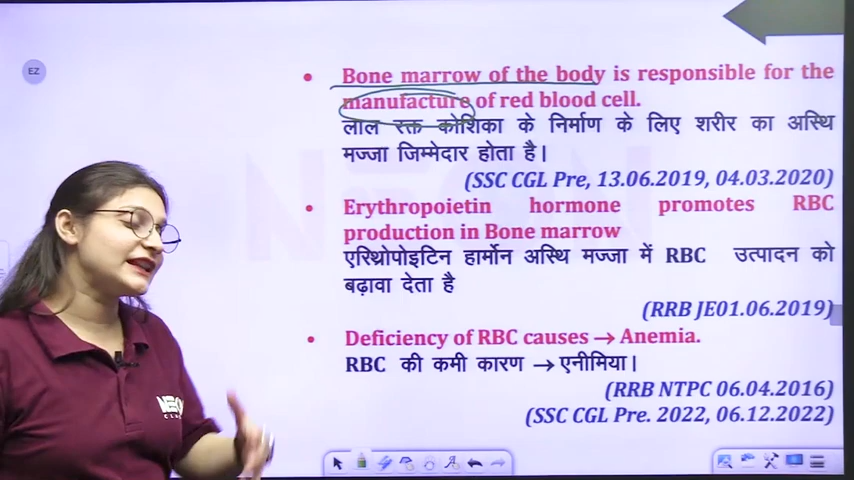 EZ
• Bone marrow of the body is responsible for the
manufacture of red blood cell.
लाल रक्त कोशिका के निर्माण के लिए शरीर का अस्थि
मज्जा जिम्मेदार होता है।
(SSC CGL Pre, 13.06.2019, 04.03.2020)
• Erythropoietin hormone promotes RBC
production in Bone marrow
एरिथ्रोपोइटिन हार्मोन अस्थि मज्जा में RBC उत्पादन को
बढ़ावा देता है
(RRB JE01.06.2019)
• Deficiency of RBC causes → Anemia.
RBC की कमी कारण → एनीमिया।
(RRB NTPC 06.04.2016)
(SSC CGL Pre. 2022, 06.12.2022)
NEON